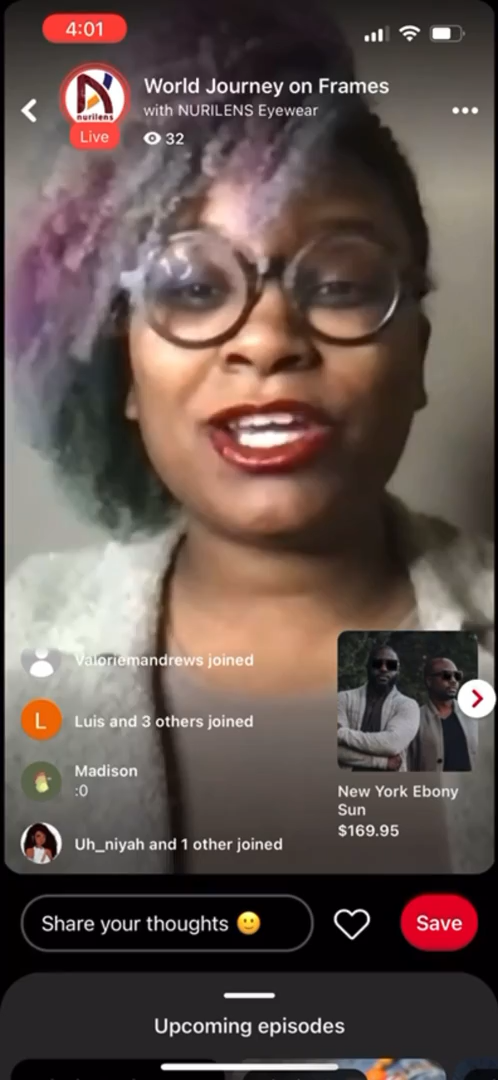 4:01
World Journey on Frames
with NURILENS Eyewear
nurilens
Live
32
Valoriemandrews joined
L
Luis and 3 others joined
Madison
:0
Uh_niyah and 1 other joined
New York Ebony
Sun
$169.95
Share your thoughts 🙂
Save
Upcoming episodes